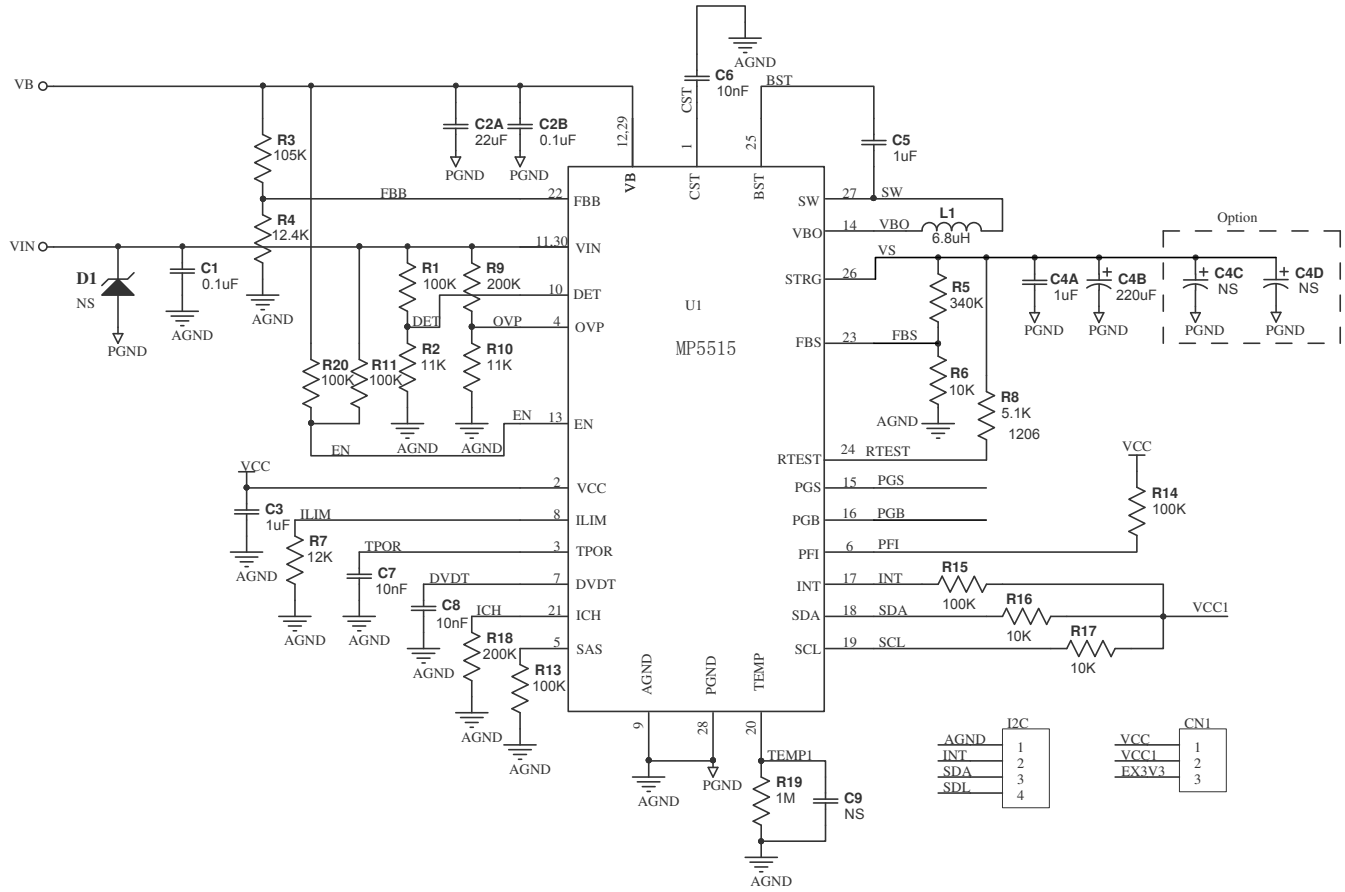 AGND
C6
10nF
CST
BST
VB
R3
105K
C2A
22uF
C2B
0.1uF
12,29
1
25
C5
1uF
PGND
PGND
VB
CST
BST
FBB
22
FBB
SW
27
SW
R4
12.4K
VBO
14
VBO
L1
6.8uH
Option
VIN
11,30
VIN
VS
D1
NS
C1
0.1uF
R1
100K
R9
200K
STRG
26
R5
340K
C4A
1uF
C4B
220uF
C4C
NS
C4D
NS
10
DET
U1
AGND
AGND
DET
OVP
4
OVP
PGND
PGND
PGND
PGND
PGND
MP5515
FBS
23
FBS
R20
100K
R11
100K
R2
11K
R10
11K
R6
10K
R8
5.1K
1206
EN
13
EN
AGND
AGND
AGND
EN
RTEST
24
RTEST
VCC
VCC
2
VCC
PGS
15
PGS
R14
100K
C3
1uF
ILIM
8
ILIM
PGB
16
PGB
R7
12K
TPOR
3
TPOR
PFI
6
PFI
AGND
C7
10nF
DVDT
7
DVDT
INT
17
INT
R15
100K
C8
10nF
ICH
21
ICH
SDA
18
SDA
R16
10K
VCC1
AGND
AGND
R18
200K
5
SAS
SCL
19
SCL
R17
10K
AGND
R13
100K
AGND
PGND
TEMP
AGND
AGND
9
28
20
TEMP1
AGND
PGND
R19
1M
C9
NS
AGND
I2C
AGND
1
INT
2
SDA
3
SDL
4
CN1
VCC
1
VCC1
2
EX3V3
3